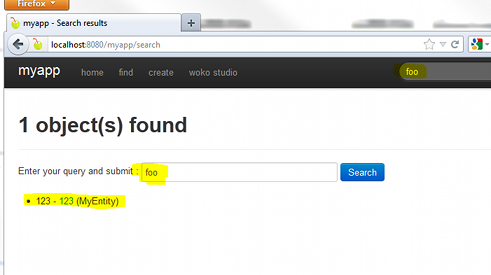 Firefox
myapp - Search results
localhost:8080/myapp/search
myapp home find create woko studio foo
1 object(s) found
Enter your query and submit : foo Search
123 - 123 (MyEntity)